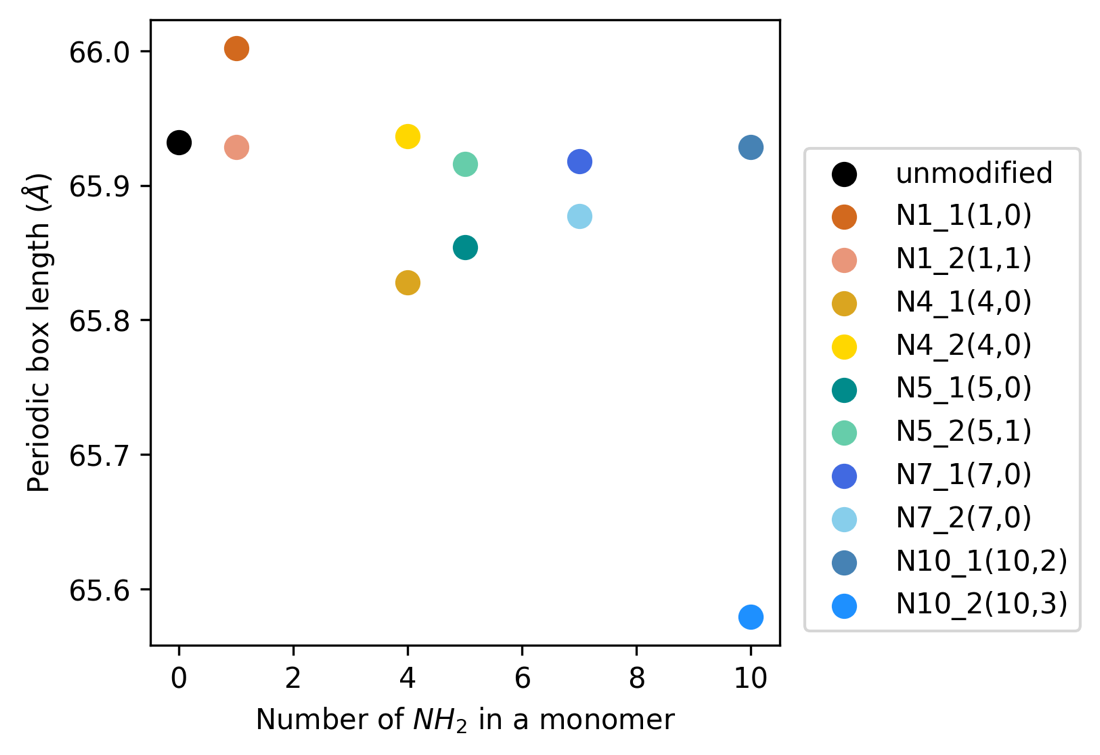 66.0
65.9
65.8
65.7
65.6
Periodic box length (Å)
0 2 4 6 8 10
Number of NH₂ in a monomer
unmodified
N1_1(1,0)
N1_2(1,1)
N4_1(4,0)
N4_2(4,0)
N5_1(5,0)
N5_2(5,1)
N7_1(7,0)
N7_2(7,0)
N10_1(10,2)
N10_2(10,3)